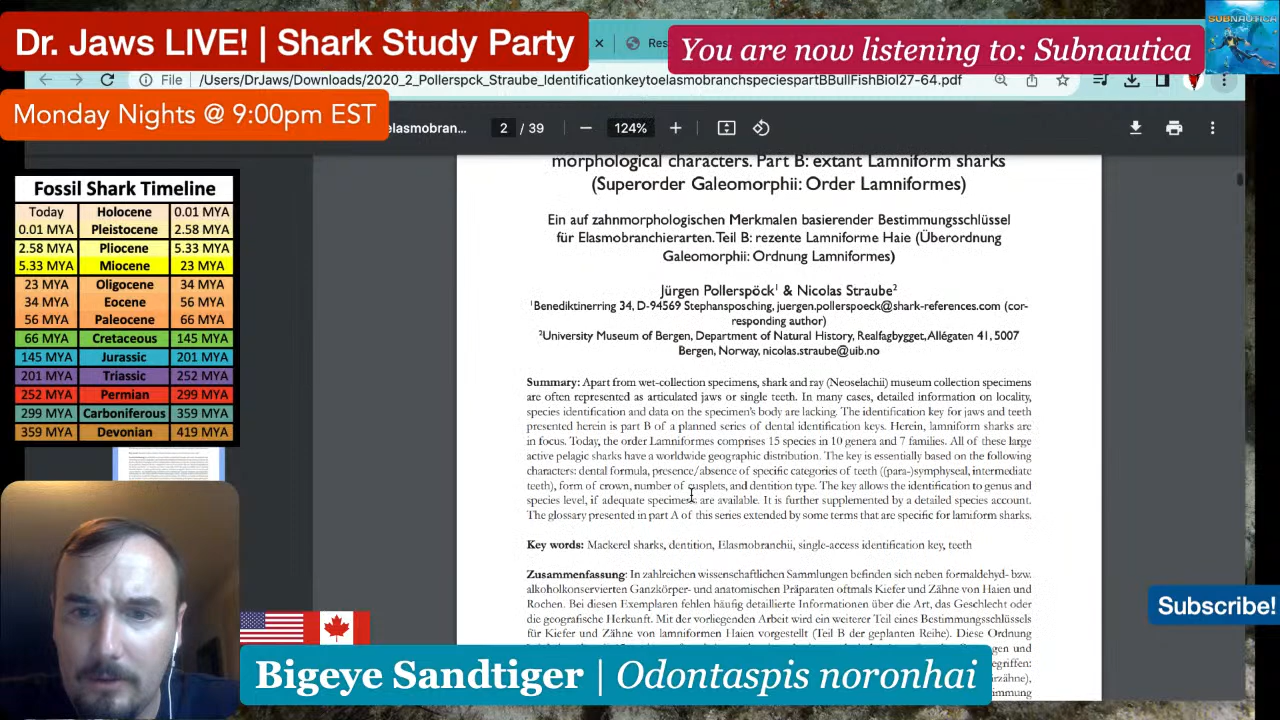 Dr. Jaws LIVE! | Shark Study Party
You are now listening to: Subnautica
SUBNAUTICA
Monday Nights @ 9:00pm EST
File /Users/DrJaws/Downloads/2020_2_Pollerspck_Straube_IdentificationkeytoelasmobranchspeciespartBBullFishBiol27-64.pdf
elasmobran... 2 / 39 124%
Fossil Shark Timeline
Today Holocene 0.01 MYA
0.01 MYA Pleistocene 2.58 MYA
2.58 MYA Pliocene 5.33 MYA
5.33 MYA Miocene 23 MYA
23 MYA Oligocene 34 MYA
34 MYA Eocene 56 MYA
56 MYA Paleocene 66 MYA
66 MYA Cretaceous 145 MYA
145 MYA Jurassic 201 MYA
201 MYA Triassic 252 MYA
252 MYA Permian 299 MYA
299 MYA Carboniferous 359 MYA
359 MYA Devonian 419 MYA
morphological characters. Part B: extant Lamniform sharks
(Superorder Galeomorphii: Order Lamniformes)
Ein auf zahnmorphologischen Merkmalen basierender Bestimmungsschlüssel
für Elasmobranchierarten. Teil B: rezente Lamniforme Haie (Überordnung
Galeomorphii: Ordnung Lamniformes)
Jürgen Pollerspöck¹ & Nicolas Straube²
¹Benediktinerring 34, D-94569 Stephansposching, juergen.pollerspoeck@shark-references.com (cor-
responding author)
²University Museum of Bergen, Department of Natural History, Realfagbygget, Allégaten 41, 5007
Bergen, Norway, nicolas.straube@uib.no
Summary: Apart from wet-collection specimens, shark and ray (Neoselachii) museum collection specimens
are often represented as articulated jaws or single teeth. In many cases, detailed information on locality,
species identification and data on the specimen's body are lacking. The identification key for jaws and teeth
presented herein is part B of a planned series of dental identification keys. Herein, lamniform sharks are
in focus. Today, the order Lamniformes comprises 15 species in 10 genera and 7 families. All of these large
active pelagic sharks have a worldwide geographic distribution. The key is essentially based on the following
characters: dental formula, presence/absence of specific categories of teeth ((para-)symphyseal, intermediate
teeth), form of crown, number of cusplets, and dentition type. The key allows the identification to genus and
species level, if adequate specimens are available. It is further supplemented by a detailed species account.
The glossary presented in part A of this series extended by some terms that are specific for lamiform sharks.
Key words: Mackerel sharks, dentition, Elasmobranchii, single-access identification key, teeth
Zusammenfassung: In zahlreichen wissenschaftlichen Sammlungen befinden sich neben formaldehyd- bzw.
alkoholkonservierten Ganzkörper- und anatomischen Präparaten oftmals Kiefer und Zähne von Haien und
Rochen. Bei diesen Exemplaren fehlen häufig detaillierte Informationen über die Art, das Geschlecht oder
die geografische Herkunft. Mit der vorliegenden Arbeit wird ein weiterer Teil eines Bestimmungsschlüssels
für Kiefer und Zähne von lamniformen Haien vorgestellt (Teil B der geplanten Reihe). Diese Ordnung
Subscribe!
Bigeye Sandtiger | Odontaspis noronhai